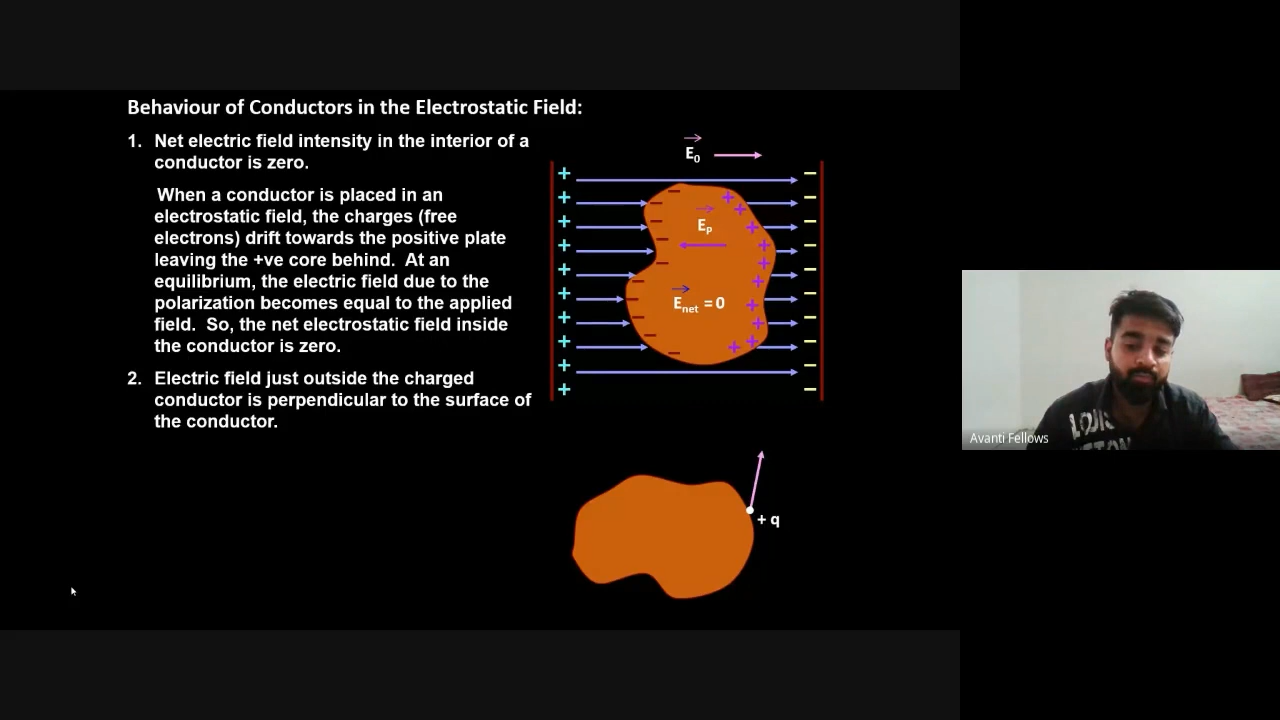 Behaviour of Conductors in the Electrostatic Field:
1. Net electric field intensity in the interior of a
conductor is zero.
When a conductor is placed in an
electrostatic field, the charges (free
electrons) drift towards the positive plate
leaving the +ve core behind. At an
equilibrium, the electric field due to the
polarization becomes equal to the applied
field. So, the net electrostatic field inside
the conductor is zero.
2. Electric field just outside the charged
conductor is perpendicular to the surface of
the conductor.
E0
EP
Enet = 0
+ q
LOUIS
Avanti Fellows